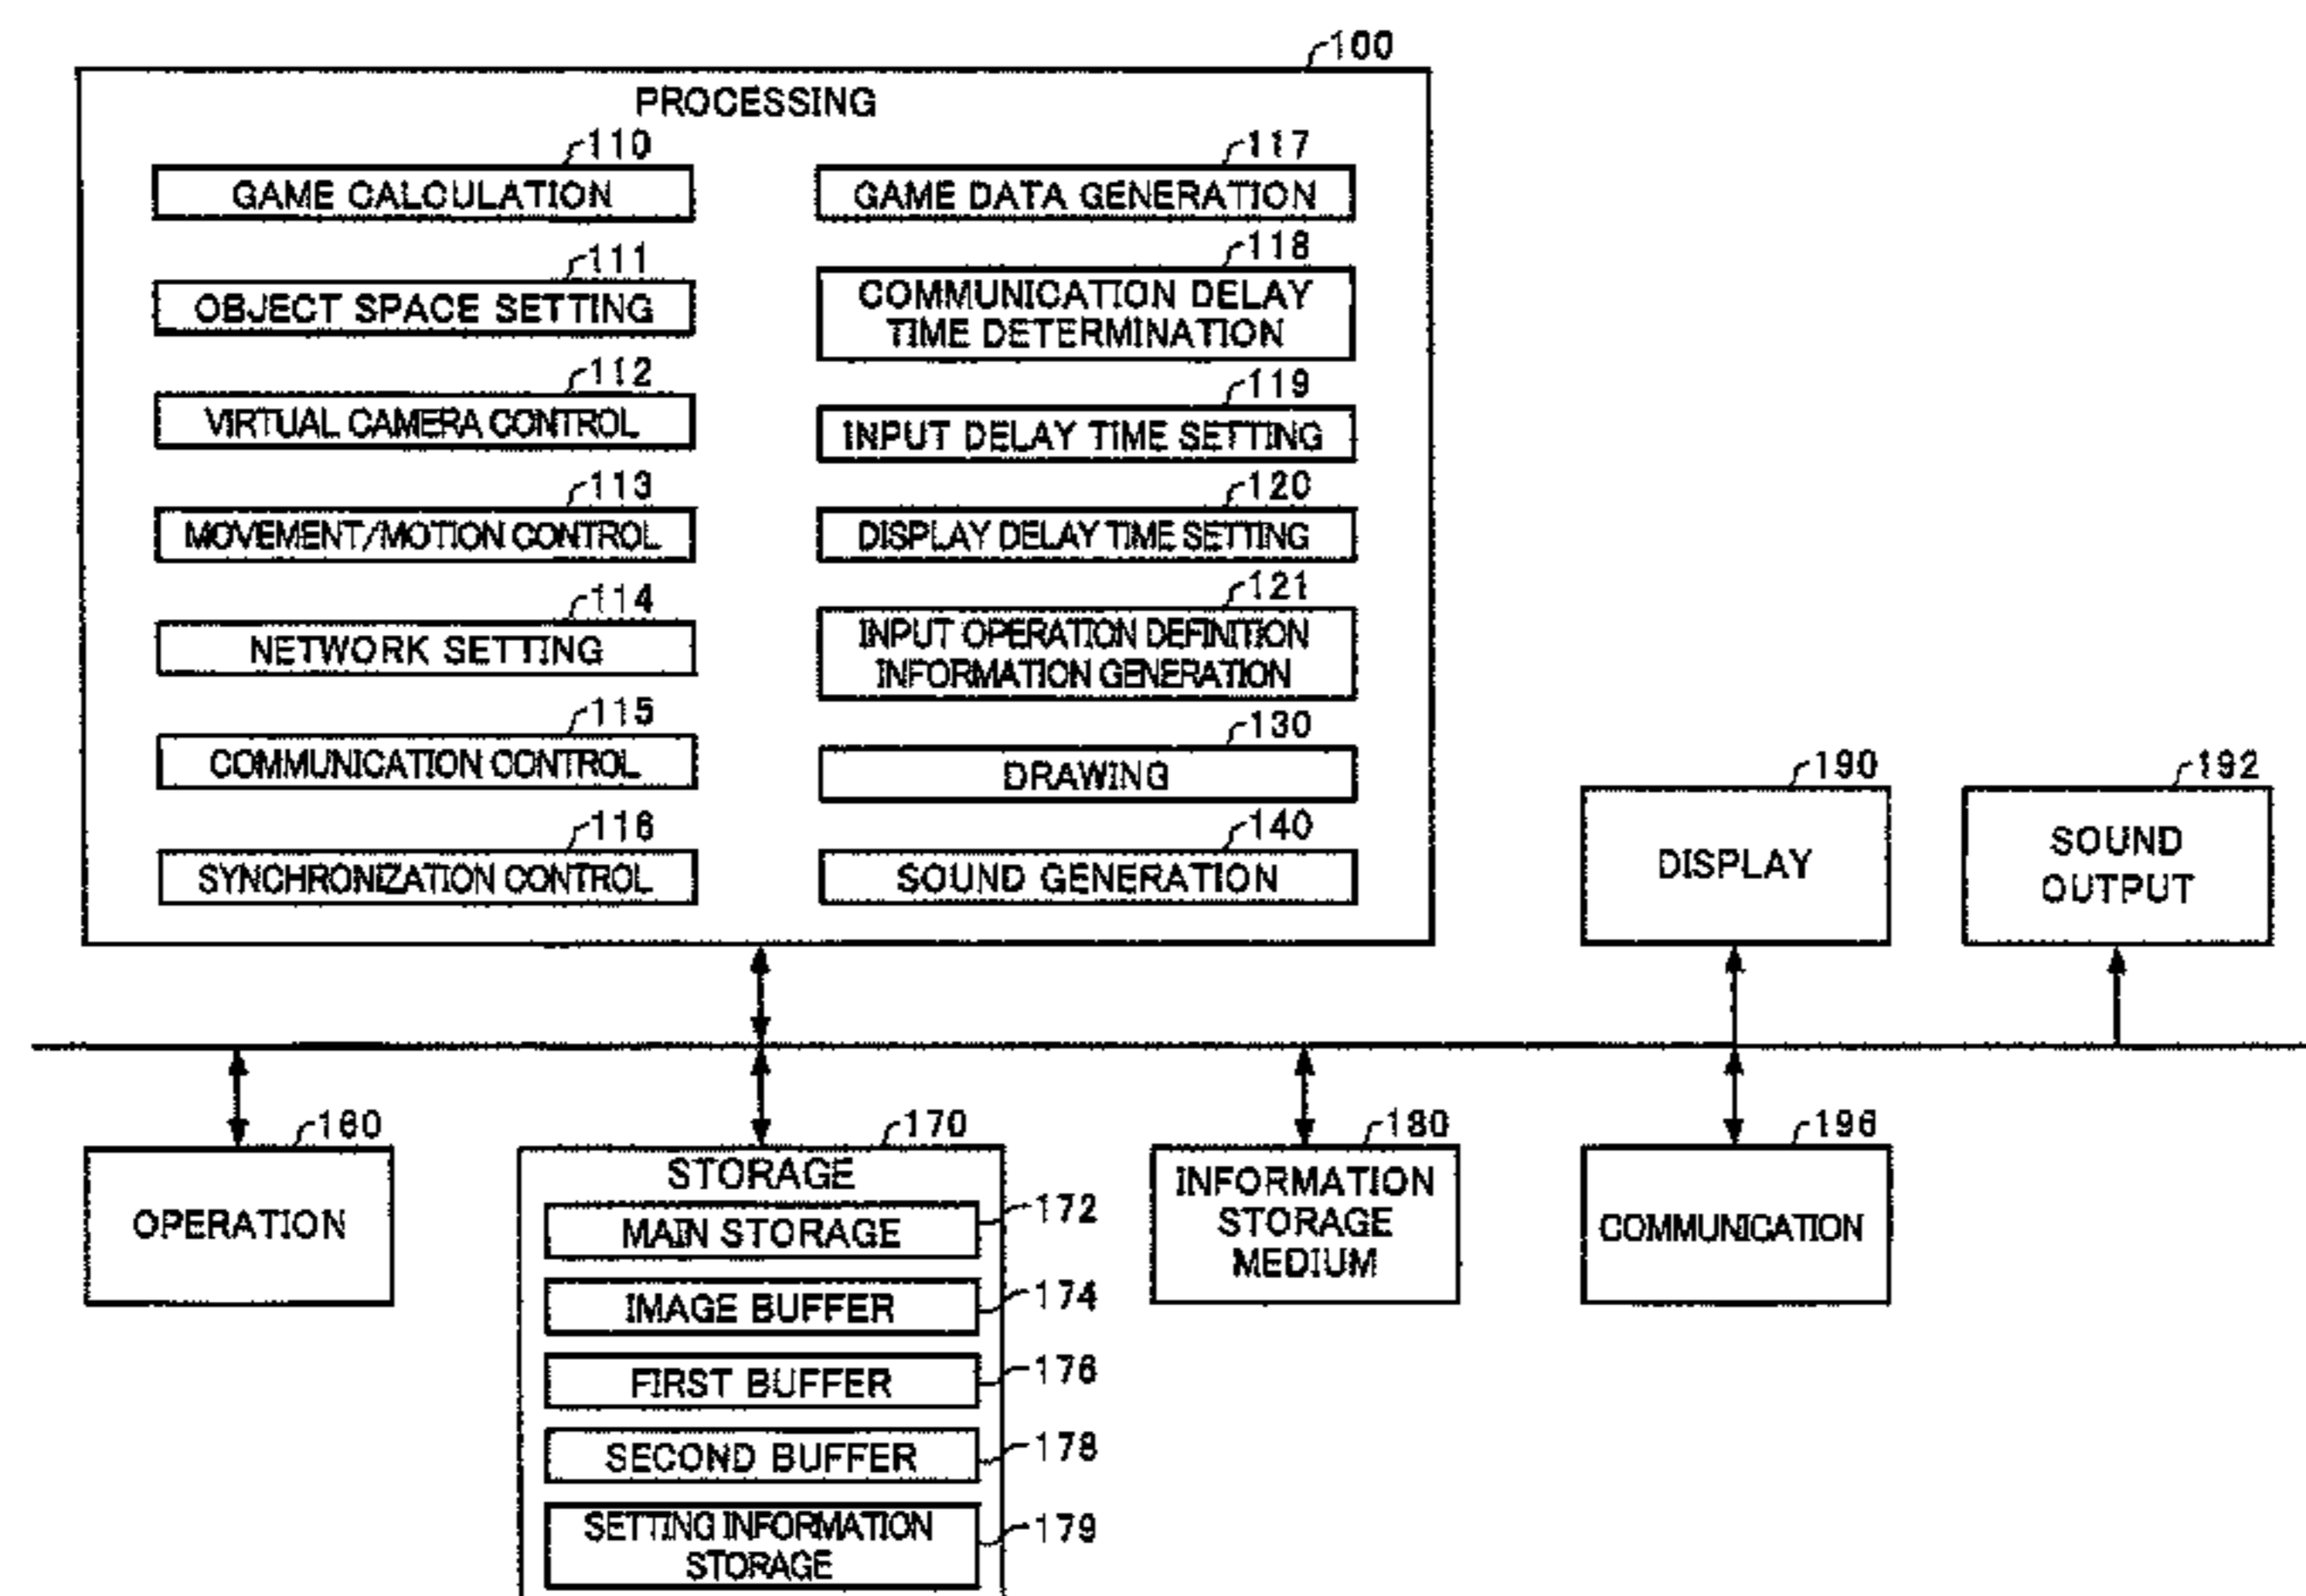 100
PROCESSING
110
GAME CALCULATION
111
OBJECT SPACE SETTING
112
VIRTUAL CAMERA CONTROL
113
MOVEMENT/MOTION CONTROL
114
NETWORK SETTING
115
COMMUNICATION CONTROL
116
SYNCHRONIZATION CONTROL
117
GAME DATA GENERATION
118
COMMUNICATION DELAY
TIME DETERMINATION
119
INPUT DELAY TIME SETTING
120
DISPLAY DELAY TIME SETTING
121
INPUT OPERATION DEFINITION
INFORMATION GENERATION
130
DRAWING
140
SOUND GENERATION
190
DISPLAY
192
SOUND
OUTPUT
160
OPERATION
170
STORAGE
172
MAIN STORAGE
174
IMAGE BUFFER
176
FIRST BUFFER
178
SECOND BUFFER
179
SETTING INFORMATION
STORAGE
180
INFORMATION
STORAGE
MEDIUM
196
COMMUNICATION